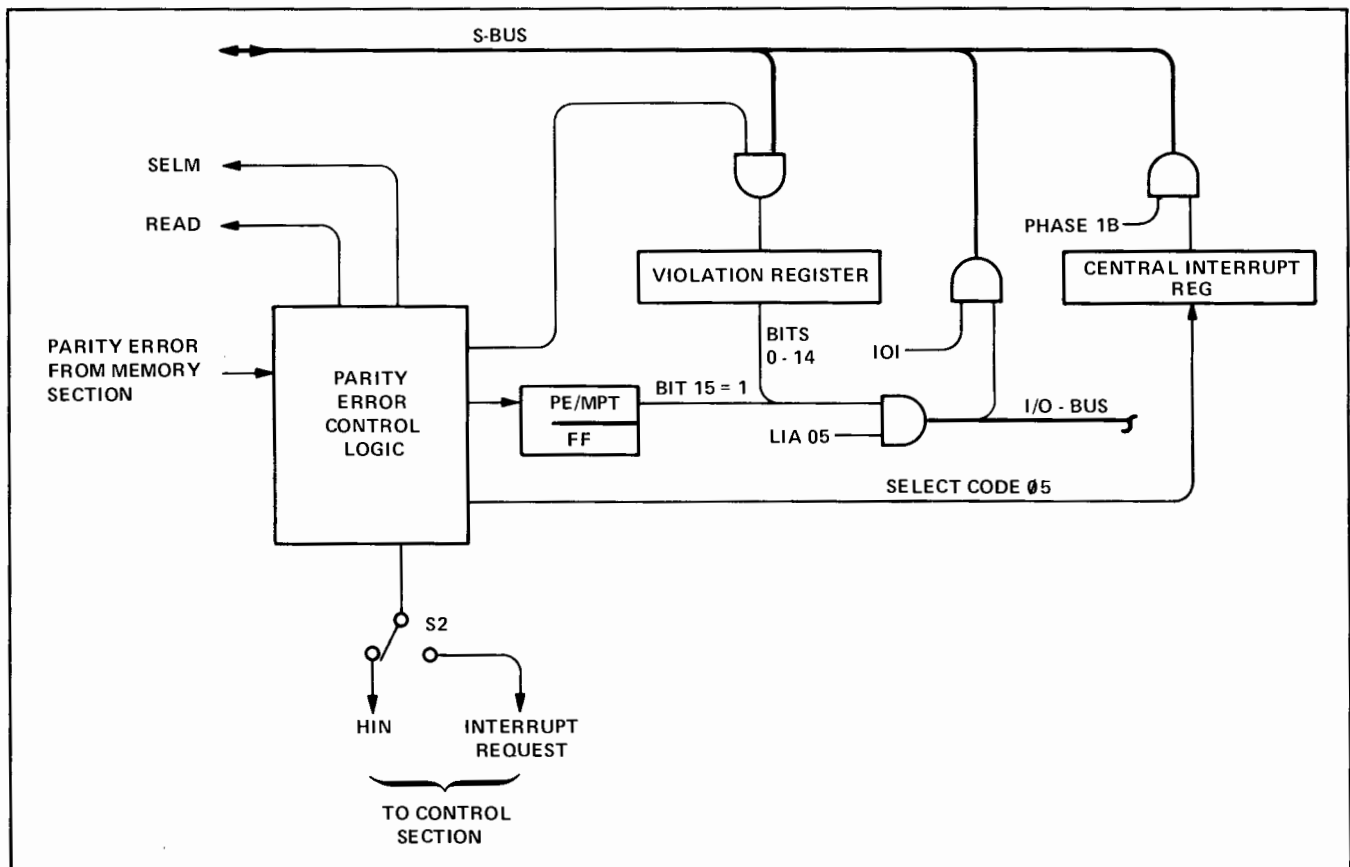 S-BUS
SELM
READ
PHASE 1B
VIOLATION REGISTER
CENTRAL INTERRUPT
REG
PARITY ERROR
FROM MEMORY
SECTION
PARITY
ERROR
CONTROL
LOGIC
BITS
0 - 14
IOI
PE/MPT
FF
BIT 15 = 1
LIA 05
I/O - BUS
SELECT CODE Ø5
S2
HIN
INTERRUPT
REQUEST
TO CONTROL
SECTION